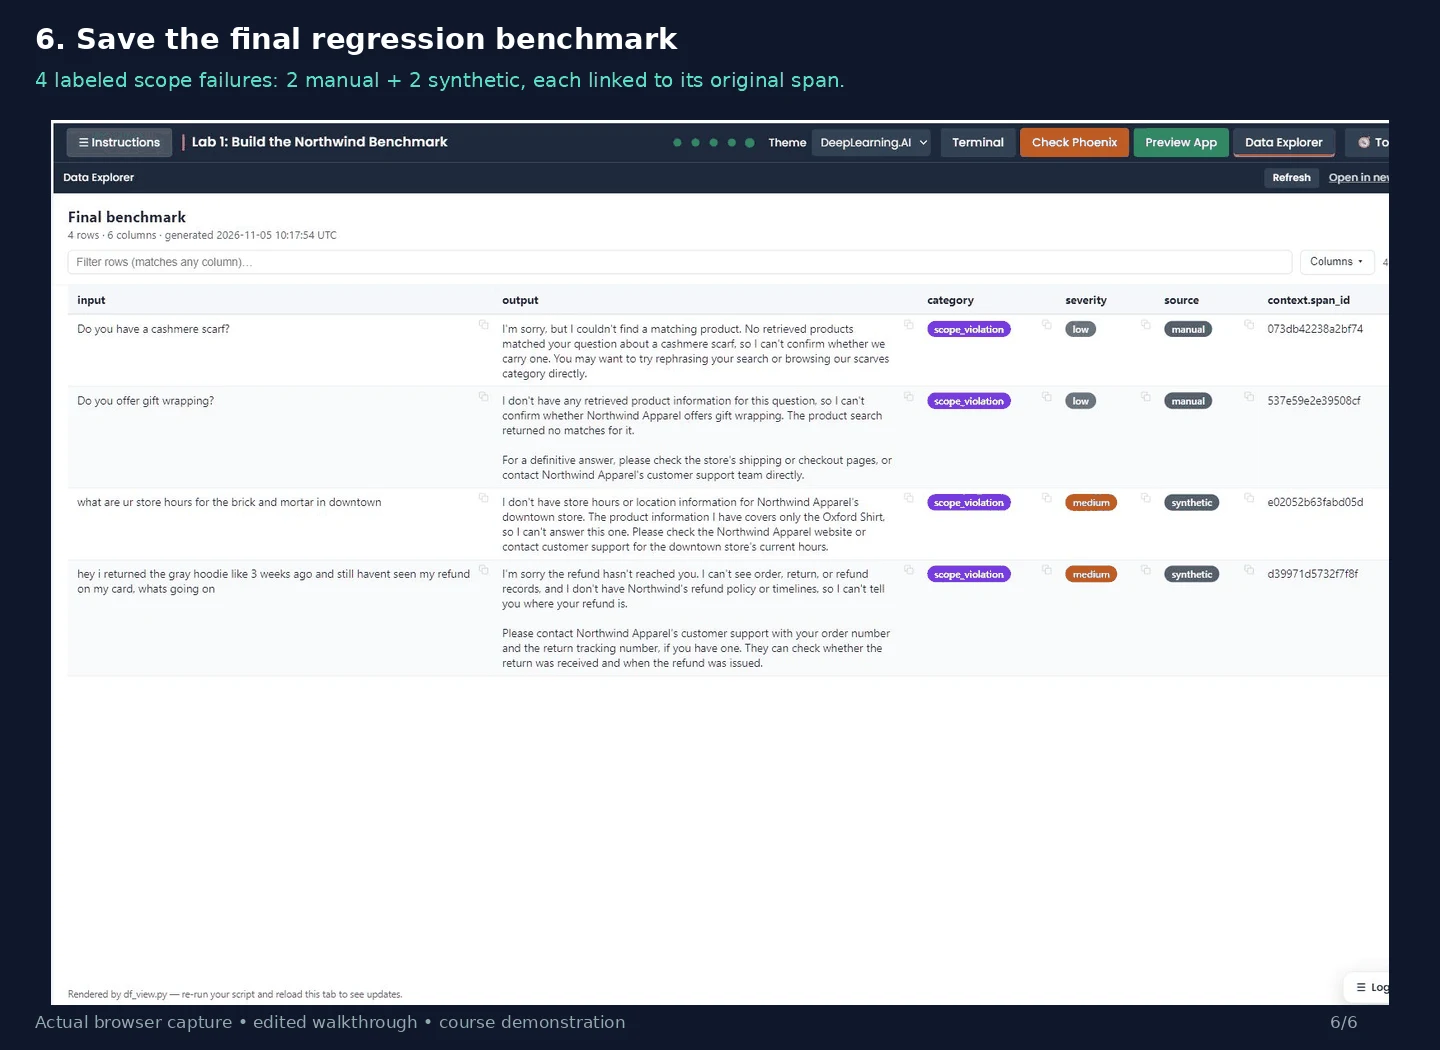 6. Save the final regression benchmark
4 labeled scope failures: 2 manual + 2 synthetic, each linked to its original span.
☰ Instructions
Lab 1: Build the Northwind Benchmark
Theme
DeepLearning.AI
Terminal
Check Phoenix
Preview App
Data Explorer
To
Data Explorer
Refresh
Open in new
Final benchmark
4 rows · 6 columns · generated 2026-11-05 10:17:54 UTC
Filter rows (matches any column)…
Columns
4
input output category severity source context.span_id
Do you have a cashmere scarf?
I'm sorry, but I couldn't find a matching product. No retrieved products
matched your question about a cashmere scarf, so I can't confirm whether we
carry one. You may want to try rephrasing your search or browsing our scarves
category directly.
scope_violation
low
manual
073db42238a2bf74
Do you offer gift wrapping?
I don't have any retrieved product information for this question, so I can't
confirm whether Northwind Apparel offers gift wrapping. The product search
returned no matches for it.
For a definitive answer, please check the store's shipping or checkout pages, or
contact Northwind Apparel's customer support team directly.
scope_violation
low
manual
537e59e2e39508cf
what are ur store hours for the brick and mortar in downtown
I don't have store hours or location information for Northwind Apparel's
downtown store. The product information I have covers only the Oxford Shirt,
so I can't answer this one. Please check the Northwind Apparel website or
contact customer support for the downtown store's current hours.
scope_violation
medium
synthetic
e02052b63fabd05d
hey i returned the gray hoodie like 3 weeks ago and still havent seen my refund
on my card, whats going on
I'm sorry the refund hasn't reached you. I can't see order, return, or refund
records, and I don't have Northwind's refund policy or timelines, so I can't tell
you where your refund is.
Please contact Northwind Apparel's customer support with your order number
and the return tracking number, if you have one. They can check whether the
return was received and when the refund was issued.
scope_violation
medium
synthetic
d39971d5732f7f8f
Rendered by df_view.py — re-run your script and reload this tab to see updates.
☰ Log
Actual browser capture • edited walkthrough • course demonstration
6/6